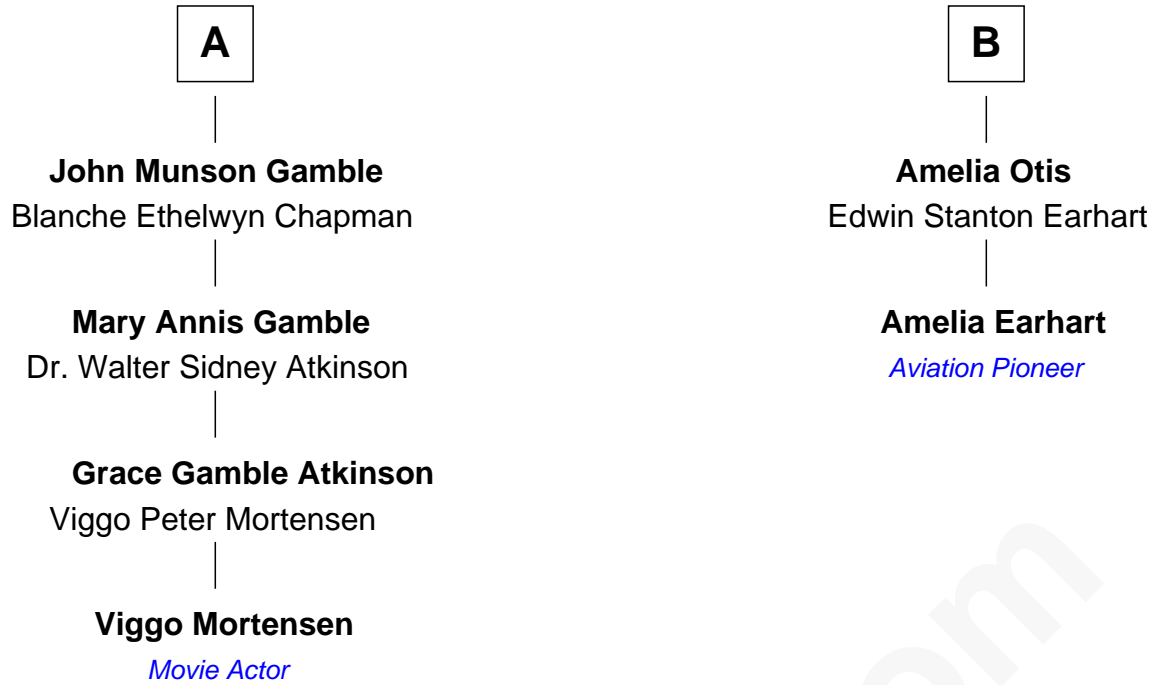 A
John Munson Gamble
Blanche Ethelwyn Chapman
Mary Annis Gamble
Dr. Walter Sidney Atkinson
Grace Gamble Atkinson
Viggo Peter Mortensen
Viggo Mortensen
Movie Actor
B
Amelia Otis
Edwin Stanton Earhart
Amelia Earhart
Aviation Pioneer
om